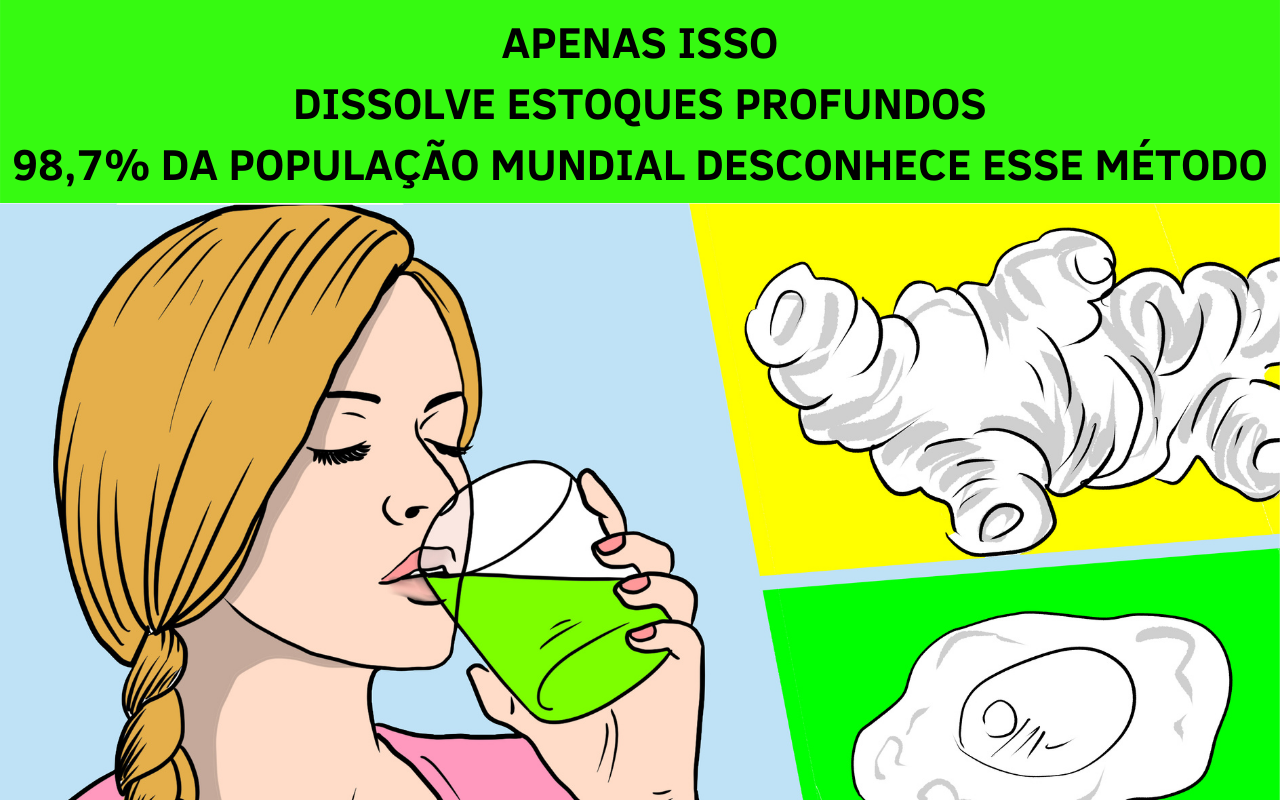 APENAS ISSO
DISSOLVE ESTOQUES PROFUNDOS
98,7% DA POPULAÇÃO MUNDIAL DESCONHECE ESSE MÉTODO